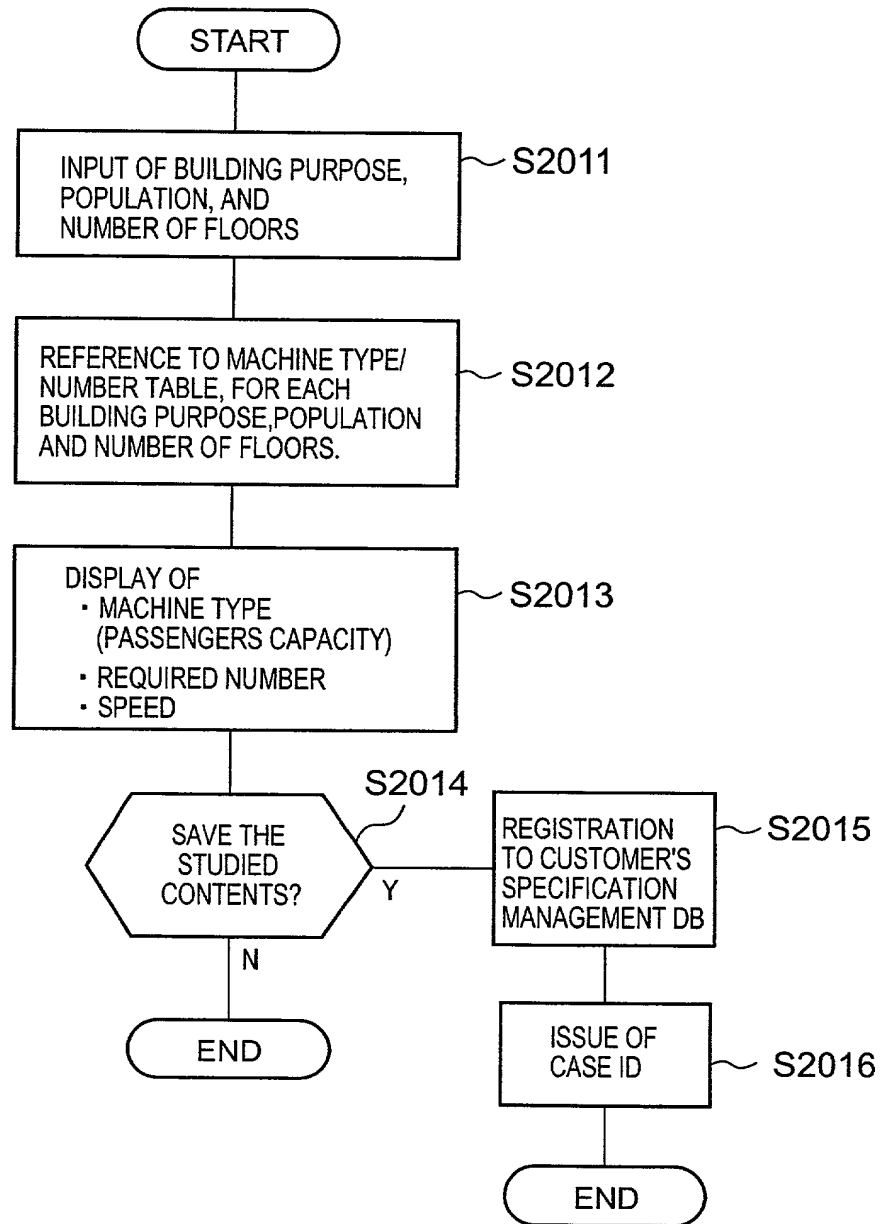 START
INPUT OF BUILDING PURPOSE,
POPULATION, AND
NUMBER OF FLOORS
S2011
REFERENCE TO MACHINE TYPE/
NUMBER TABLE, FOR EACH
BUILDING PURPOSE,POPULATION
AND NUMBER OF FLOORS.
S2012
DISPLAY OF
・MACHINE TYPE
(PASSENGERS CAPACITY)
・REQUIRED NUMBER
・SPEED
S2013
SAVE THE
STUDIED
CONTENTS?
S2014
Y
N
END
REGISTRATION
TO CUSTOMER'S
SPECIFICATION
MANAGEMENT DB
S2015
ISSUE OF
CASE ID
S2016
END